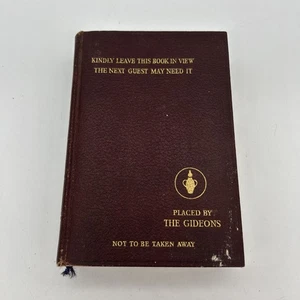 KINDLY LEAVE THIS BOOK IN VIEW
THE NEXT GUEST MAY NEED IT
PLACED BY
THE GIDEONS
NOT TO BE TAKEN AWAY